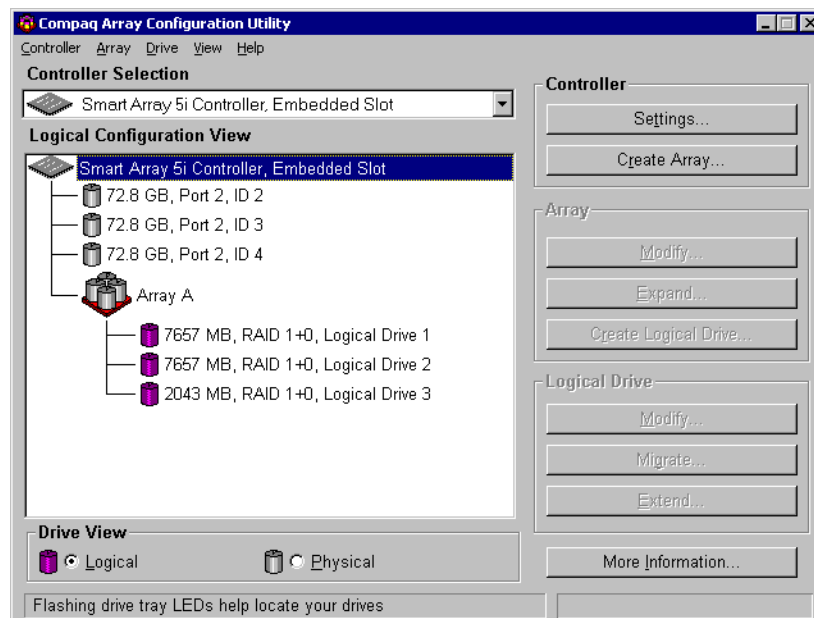 Compaq Array Configuration Utility
Controller Array Drive View Help
Controller Selection
Smart Array 5i Controller, Embedded Slot
Logical Configuration View
Smart Array 5i Controller, Embedded Slot
72.8 GB, Port 2, ID 2
72.8 GB, Port 2, ID 3
72.8 GB, Port 2, ID 4
Array A
7657 MB, RAID 1+0, Logical Drive 1
7657 MB, RAID 1+0, Logical Drive 2
2043 MB, RAID 1+0, Logical Drive 3
Drive View
Logical
Physical
Controller
Settings...
Create Array...
Array
Modify...
Expand...
Create Logical Drive...
Logical Drive
Modify...
Migrate...
Extend...
More Information...
Flashing drive tray LEDs help locate your drives